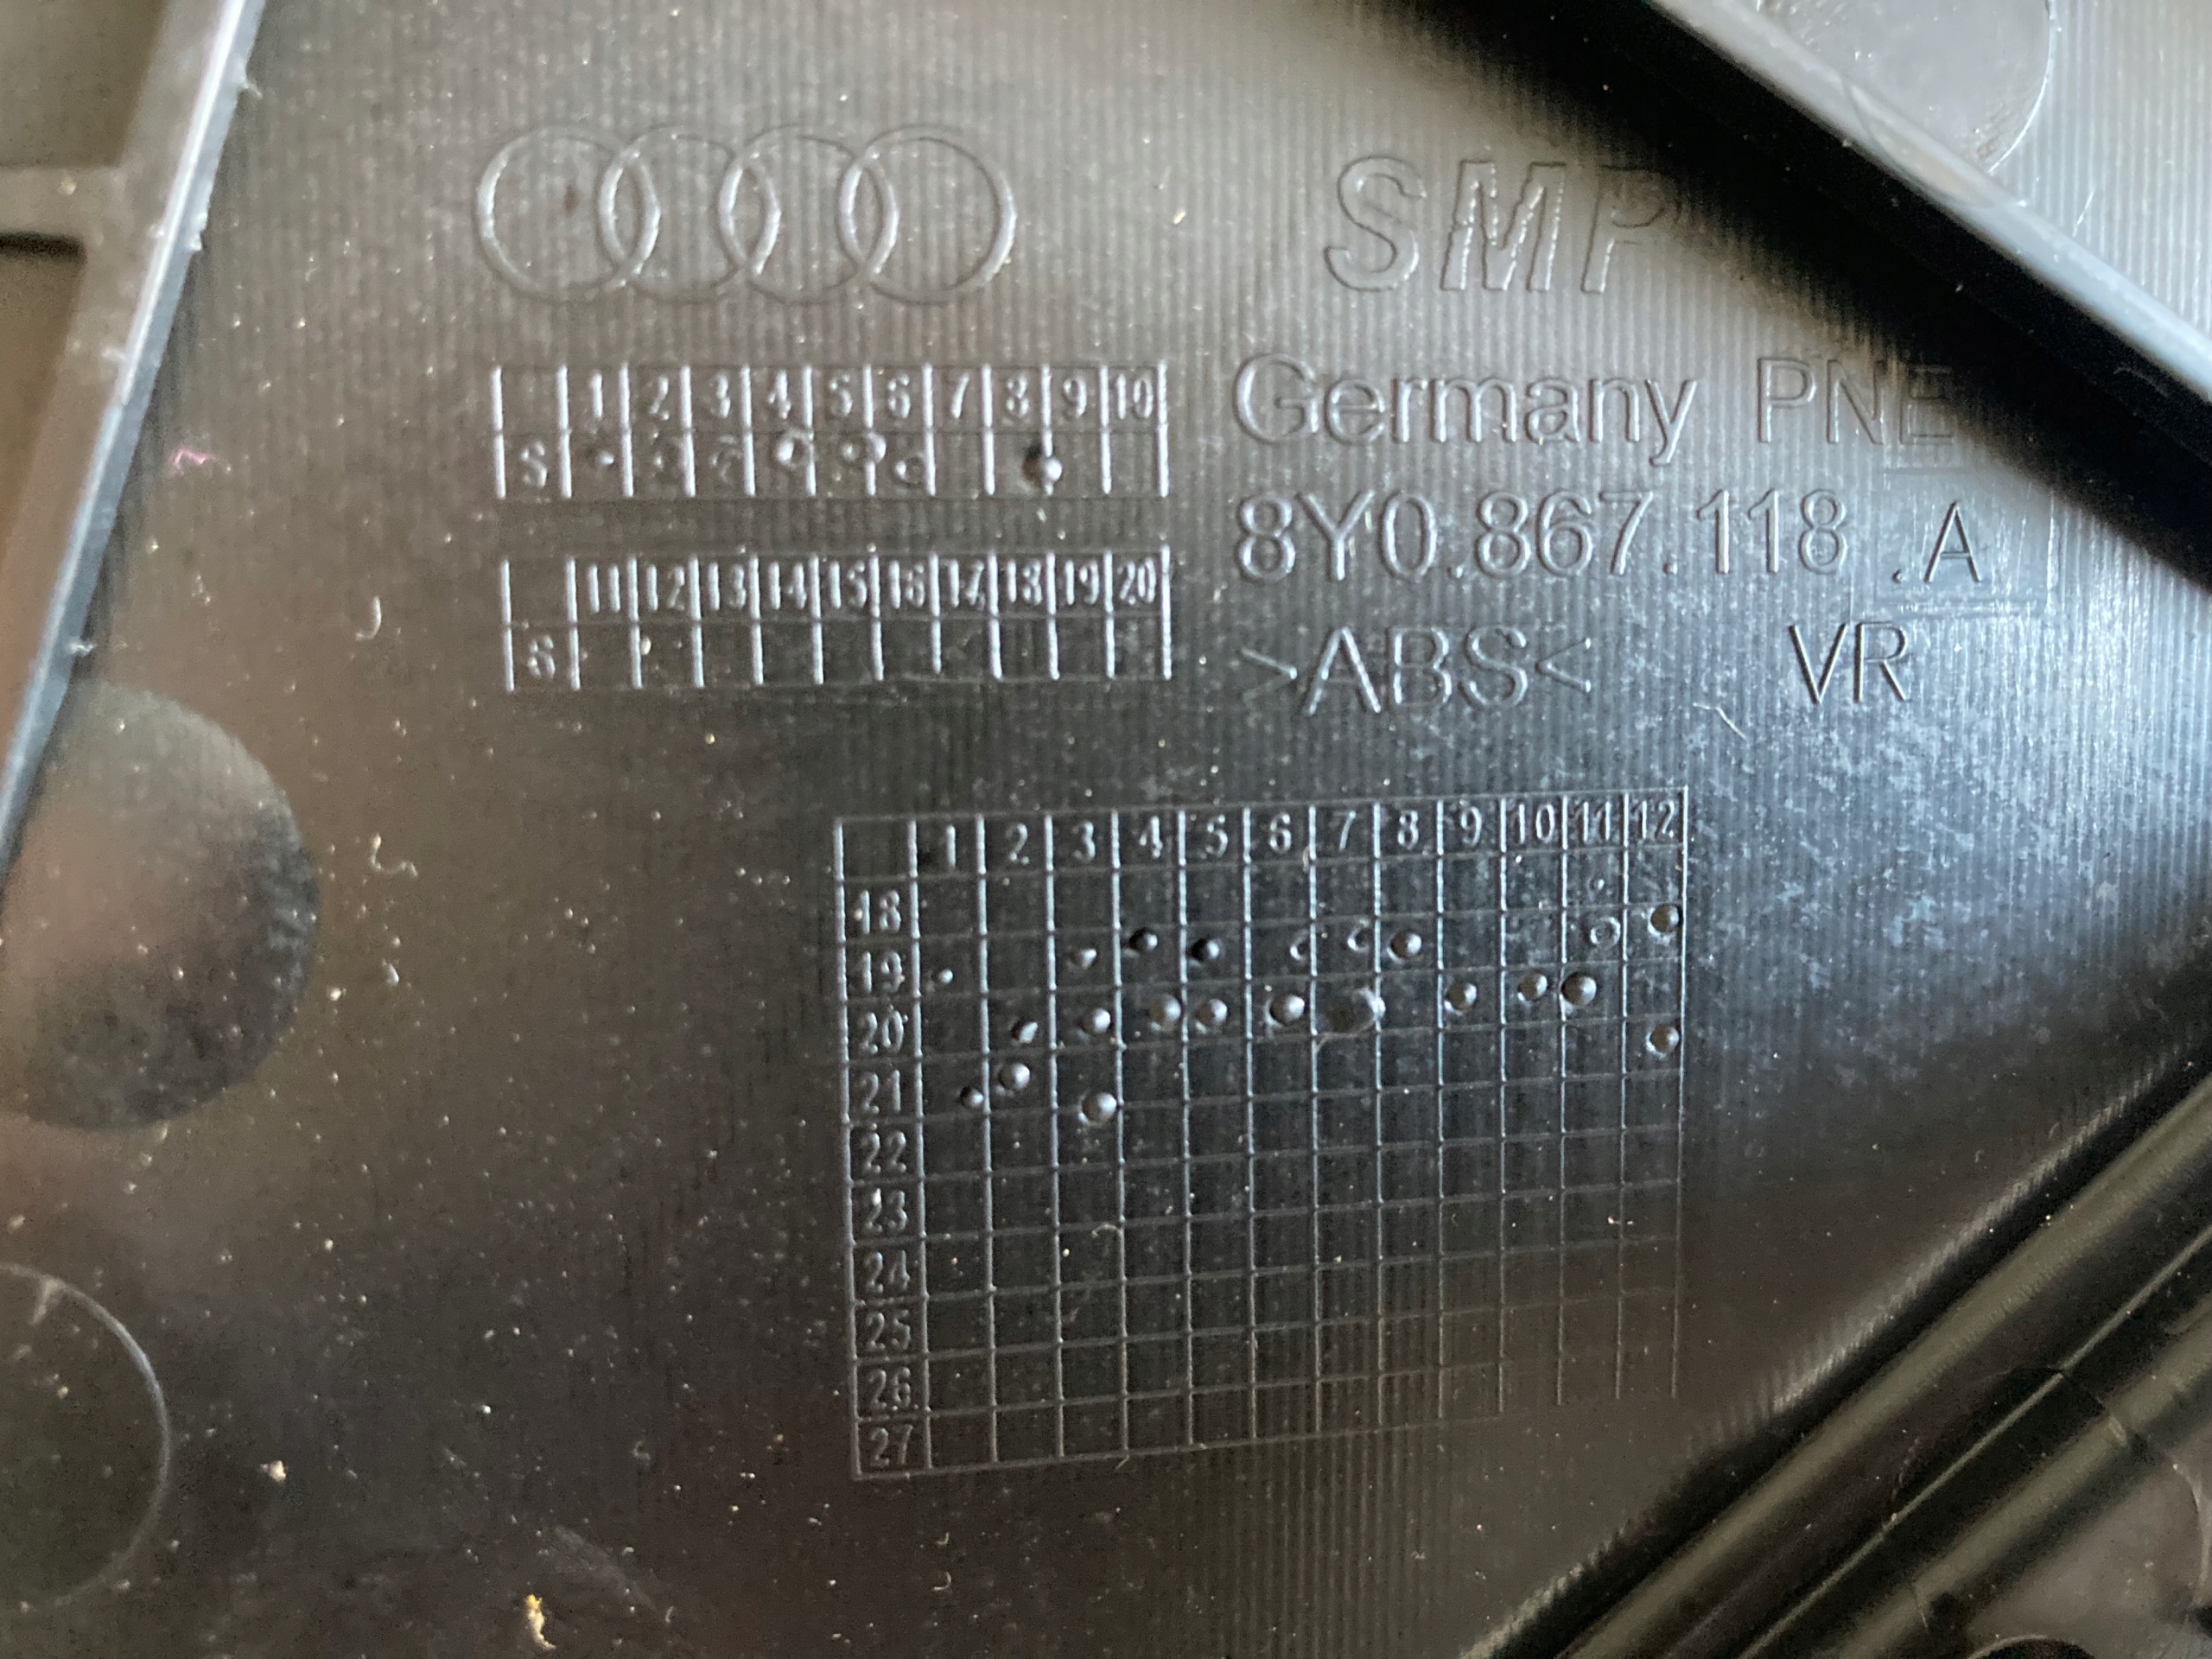 SMP
1 2 3 4 5 6 7 8 9 10
S
Germany PNE
11 12 13 14 15 16 17 18 19 20
S
8Y0.867.118 .A
>ABS< VR
1 2 3 4 5 6 7 8 9 10 11 12
18
19
20
21
22
23
24
25
26
27